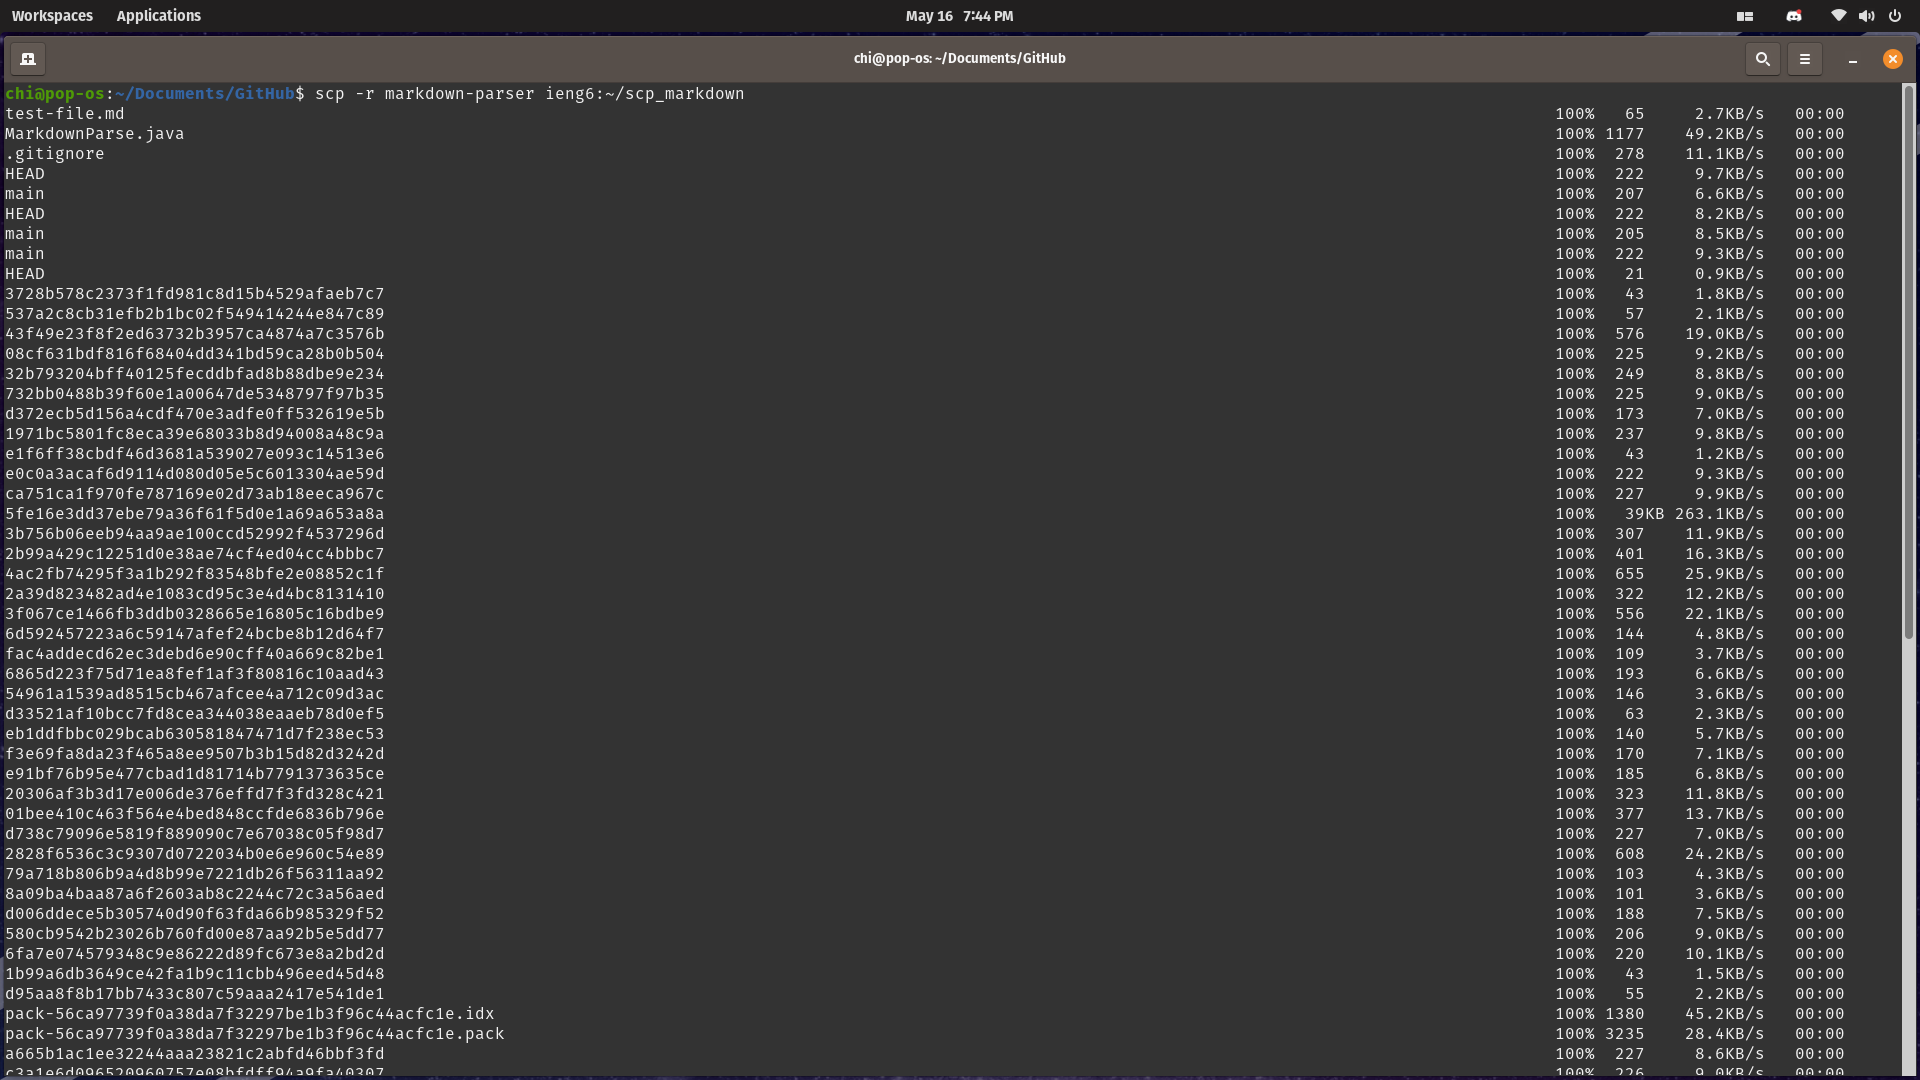 Workspaces Applications May 16 7:44 PM
chi@pop-os: ~/Documents/GitHub
chi@pop-os:~/Documents/GitHub$ scp -r markdown-parser ieng6:~/scp_markdown
test-file.md 100% 65 2.7KB/s 00:00
MarkdownParse.java 100% 1177 49.2KB/s 00:00
.gitignore 100% 278 11.1KB/s 00:00
HEAD 100% 222 9.7KB/s 00:00
main 100% 207 6.6KB/s 00:00
HEAD 100% 222 8.2KB/s 00:00
main 100% 205 8.5KB/s 00:00
main 100% 222 9.3KB/s 00:00
HEAD 100% 21 0.9KB/s 00:00
3728b578c2373f1fd981c8d15b4529afaeb7c7 100% 43 1.8KB/s 00:00
537a2c8cb31efb2b1bc02f549414244e847c89 100% 57 2.1KB/s 00:00
43f49e23f8f2ed63732b3957ca4874a7c3576b 100% 576 19.0KB/s 00:00
08cf631bdf816f68404dd341bd59ca28b0b504 100% 225 9.2KB/s 00:00
32b793204bff40125fecddbfad8b88dbe9e234 100% 249 8.8KB/s 00:00
732bb0488b39f60e1a00647de5348797f97b35 100% 225 9.0KB/s 00:00
d372ecb5d156a4cdf470e3adfe0ff532619e5b 100% 173 7.0KB/s 00:00
1971bc5801fc8eca39e68033b8d94008a48c9a 100% 237 9.8KB/s 00:00
e1f6ff38cbdf46d3681a539027e093c14513e6 100% 43 1.2KB/s 00:00
e0c0a3acaf6d9114d080d05e5c6013304ae59d 100% 222 9.3KB/s 00:00
ca751ca1f970fe787169e02d73ab18eeca967c 100% 227 9.9KB/s 00:00
5fe16e3dd37ebe79a36f61f5d0e1a69a653a8a 100% 39KB 263.1KB/s 00:00
3b756b06eeb94aa9ae100ccd52992f4537296d 100% 307 11.9KB/s 00:00
2b99a429c12251d0e38ae74cf4ed04cc4bbbc7 100% 401 16.3KB/s 00:00
4ac2fb74295f3a1b292f83548bfe2e08852c1f 100% 655 25.9KB/s 00:00
2a39d823482ad4e1083cd95c3e4d4bc8131410 100% 322 12.2KB/s 00:00
3f067ce1466fb3ddb0328665e16805c16bdbe9 100% 556 22.1KB/s 00:00
6d592457223a6c59147afef24bcbe8b12d64f7 100% 144 4.8KB/s 00:00
fac4addecd62ec3debd6e90cff40a669c82be1 100% 109 3.7KB/s 00:00
6865d223f75d71ea8fef1af3f80816c10aad43 100% 193 6.6KB/s 00:00
54961a1539ad8515cb467afcee4a712c09d3ac 100% 146 3.6KB/s 00:00
d33521af10bcc7fd8cea344038eaaeb78d0ef5 100% 63 2.3KB/s 00:00
eb1ddfbbc029bcab630581847471d7f238ec53 100% 140 5.7KB/s 00:00
f3e69fa8da23f465a8ee9507b3b15d82d3242d 100% 170 7.1KB/s 00:00
e91bf76b95e477cbad1d81714b7791373635ce 100% 185 6.8KB/s 00:00
20306af3b3d17e006de376effd7f3fd328c421 100% 323 11.8KB/s 00:00
01bee410c463f564e4bed848ccfde6836b796e 100% 377 13.7KB/s 00:00
d738c79096e5819f889090c7e67038c05f98d7 100% 227 7.0KB/s 00:00
2828f6536c3c9307d0722034b0e6e960c54e89 100% 608 24.2KB/s 00:00
79a718b806b9a4d8b99e7221db26f56311aa92 100% 103 4.3KB/s 00:00
8a09ba4baa87a6f2603ab8c2244c72c3a56aed 100% 101 3.6KB/s 00:00
d006ddece5b305740d90f63fda66b985329f52 100% 188 7.5KB/s 00:00
580cb9542b23026b760fd00e87aa92b5e5dd77 100% 206 9.0KB/s 00:00
6fa7e074579348c9e86222d89fc673e8a2bd2d 100% 220 10.1KB/s 00:00
1b99a6db3649ce42fa1b9c11cbb496eed45d48 100% 43 1.5KB/s 00:00
d95aa8f8b17bb7433c807c59aaa2417e541de1 100% 55 2.2KB/s 00:00
pack-56ca97739f0a38da7f32297be1b3f96c44acfc1e.idx 100% 1380 45.2KB/s 00:00
pack-56ca97739f0a38da7f32297be1b3f96c44acfc1e.pack 100% 3235 28.4KB/s 00:00
a665b1ac1ee32244aaa23821c2abfd46bbf3fd 100% 227 8.6KB/s 00:00
c3a1e6d096520960757e08bfdff94a9fa40307 100% 226 9.0KB/s 00:00